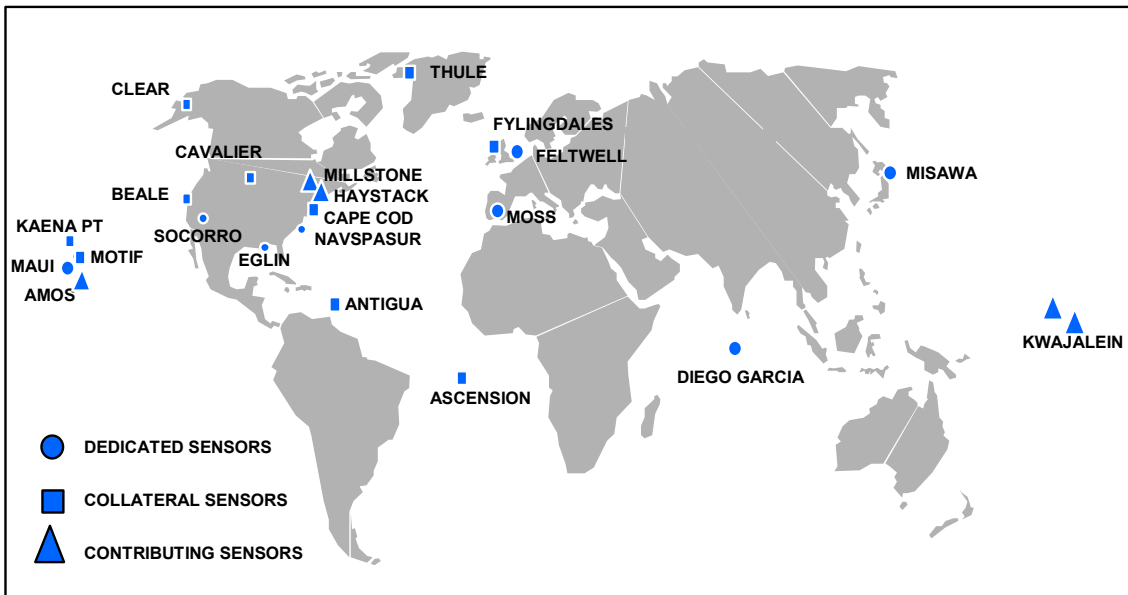 THULE
CLEAR
FYLINGDALES
CAVALIER
FELTWELL
MILLSTONE
MISAWA
HAYSTACK
BEALE
CAPE COD
MOSS
KAENA PT
SOCORRO
NAVSPASUR
MOTIF
EGLIN
MAUI
AMOS
ANTIGUA
KWAJALEIN
DIEGO GARCIA
ASCENSION
DEDICATED SENSORS
COLLATERAL SENSORS
CONTRIBUTING SENSORS